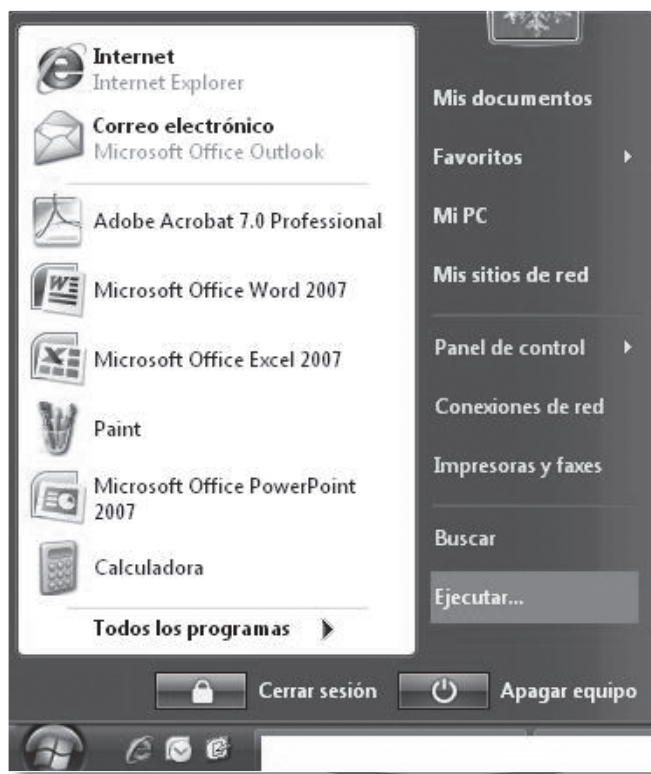 Internet
Internet Explorer
Correo electrónico
Microsoft Office Outlook
Adobe Acrobat 7.0 Professional
Microsoft Office Word 2007
Microsoft Office Excel 2007
Paint
Microsoft Office PowerPoint
2007
Calculadora
Todos los programas
Mis documentos
Favoritos
Mi PC
Mis sitios de red
Panel de control
Conexiones de red
Impresoras y faxes
Buscar
Ejecutar...
Cerrar sesión
Apagar equipo